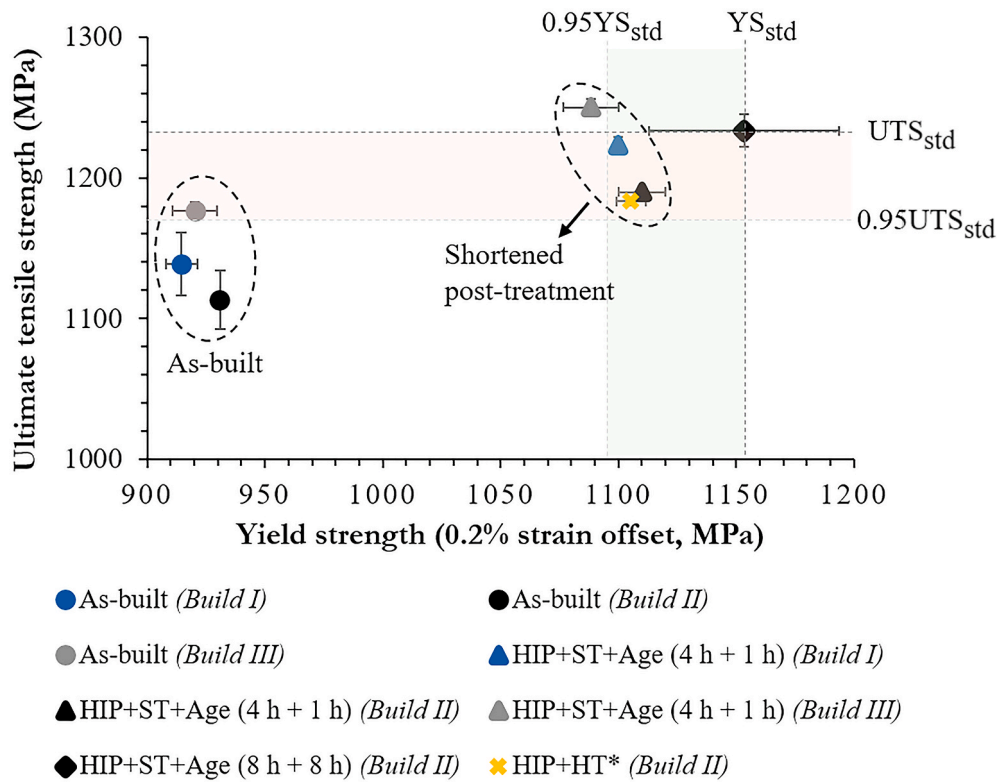 0.95YSstd
YSstd
1300
1200
1100
1000
Ultimate tensile strength (MPa)
UTSstd
0.95UTSstd
Shortened
post-treatment
As-built
900
950
1000
1050
1100
1150
1200
Yield strength (0.2% strain offset, MPa)
As-built (Build I)
As-built (Build II)
As-built (Build III)
HIP+ST+Age (4 h + 1 h) (Build I)
HIP+ST+Age (4 h + 1 h) (Build II)
HIP+ST+Age (4 h + 1 h) (Build III)
HIP+ST+Age (8 h + 8 h) (Build II)
HIP+HT* (Build II)